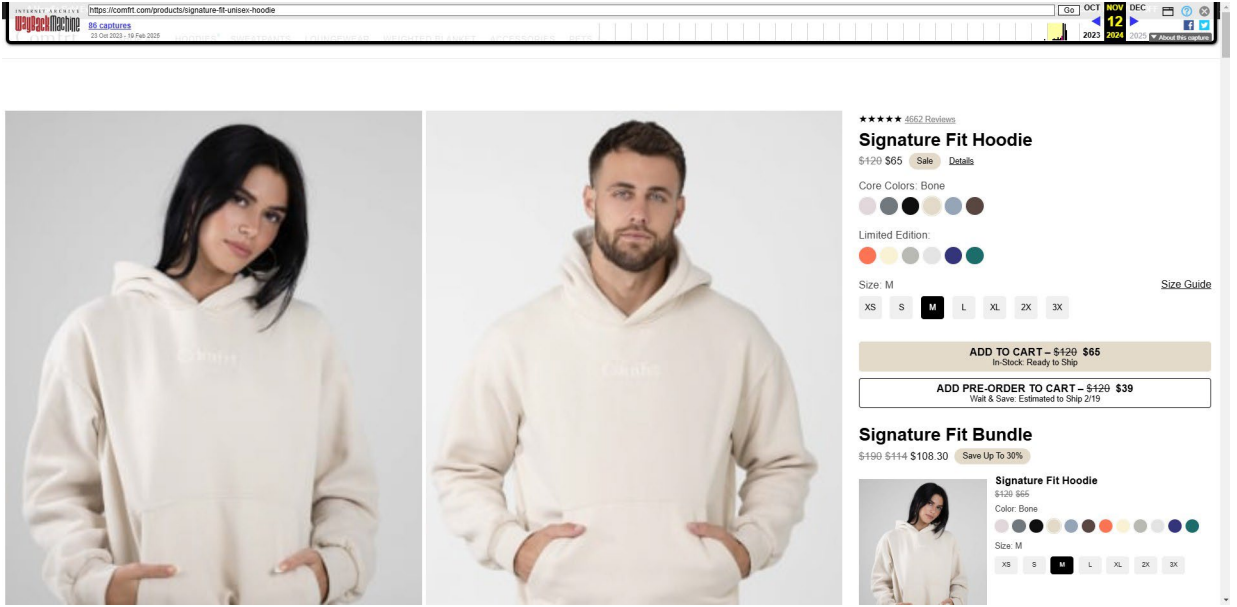 INTERNET ARCHIVE
WayBackMachine
https://comfrt.com/products/signature-fit-unisex-hoodie
Go
86 captures
23 Oct 2023 - 19 Feb 2025
OCT NOV DEC
12
2023 2024 2025
About this capture
★★★★★ 4662 Reviews
Signature Fit Hoodie
$120 $65 Sale Details
Core Colors: Bone
Limited Edition:
Size: M Size Guide
XS S M L XL 2X 3X
ADD TO CART – $120 $65
In-Stock: Ready to Ship
ADD PRE-ORDER TO CART – $120 $39
Wait & Save: Estimated to Ship 2/19
Signature Fit Bundle
$190 $114 $108.30 Save Up To 30%
Signature Fit Hoodie
$120 $65
Color: Bone
Size: M
XS S M L XL 2X 3X